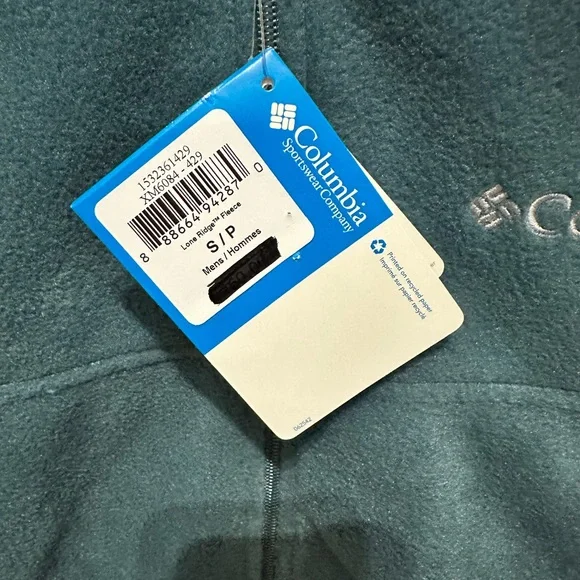 1532361429
XM6084 - 429
8 88664 94287 0
Lone Ridge™ Fleece
S / P
Mens / Hommes
Columbia
Sportswear Company
Printed on recycled paper
Imprimé sur papier recyclé
062542